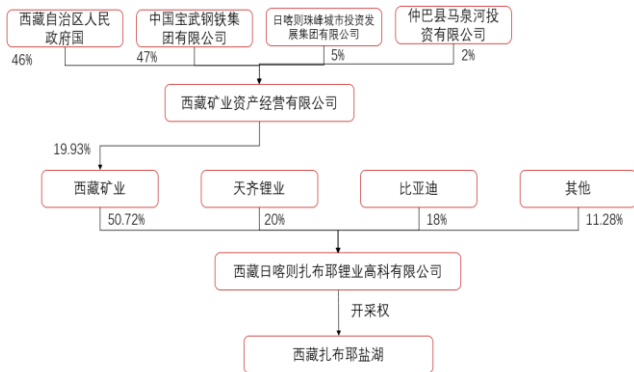 西藏自治区人民
政府国
中国宝武钢铁集
团有限公司
日喀则珠峰城市投资发
展集团有限公司
仲巴县马泉河投
资有限公司
46%
47%
5%
2%
西藏矿业资产经营有限公司
19.93%
西藏矿业
天齐锂业
比亚迪
其他
50.72%
20%
18%
11.28%
西藏日喀则扎布耶锂业高科有限公司
开采权
西藏扎布耶盐湖